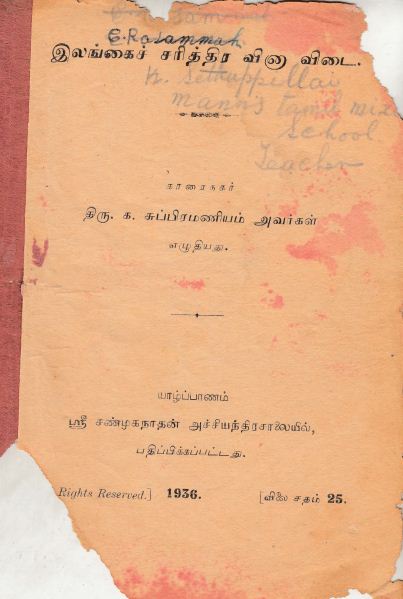 E. Rasammah
இலங்கைச் சரித்திர வினா விடை.
K. Sethuppillai
Tamil Mix
School
Teacher
காரைநகர்
திரு. க. சுப்பிரமணியம் அவர்கள்
எழுதியது.
யாழ்ப்பாணம்
ஸ்ரீ சண்முகநாதன் அச்சியந்திரசாலையில்,
பதிப்பிக்கப்பட்டது.
Rights Reserved.] 1936. [விலை சதம் 25.